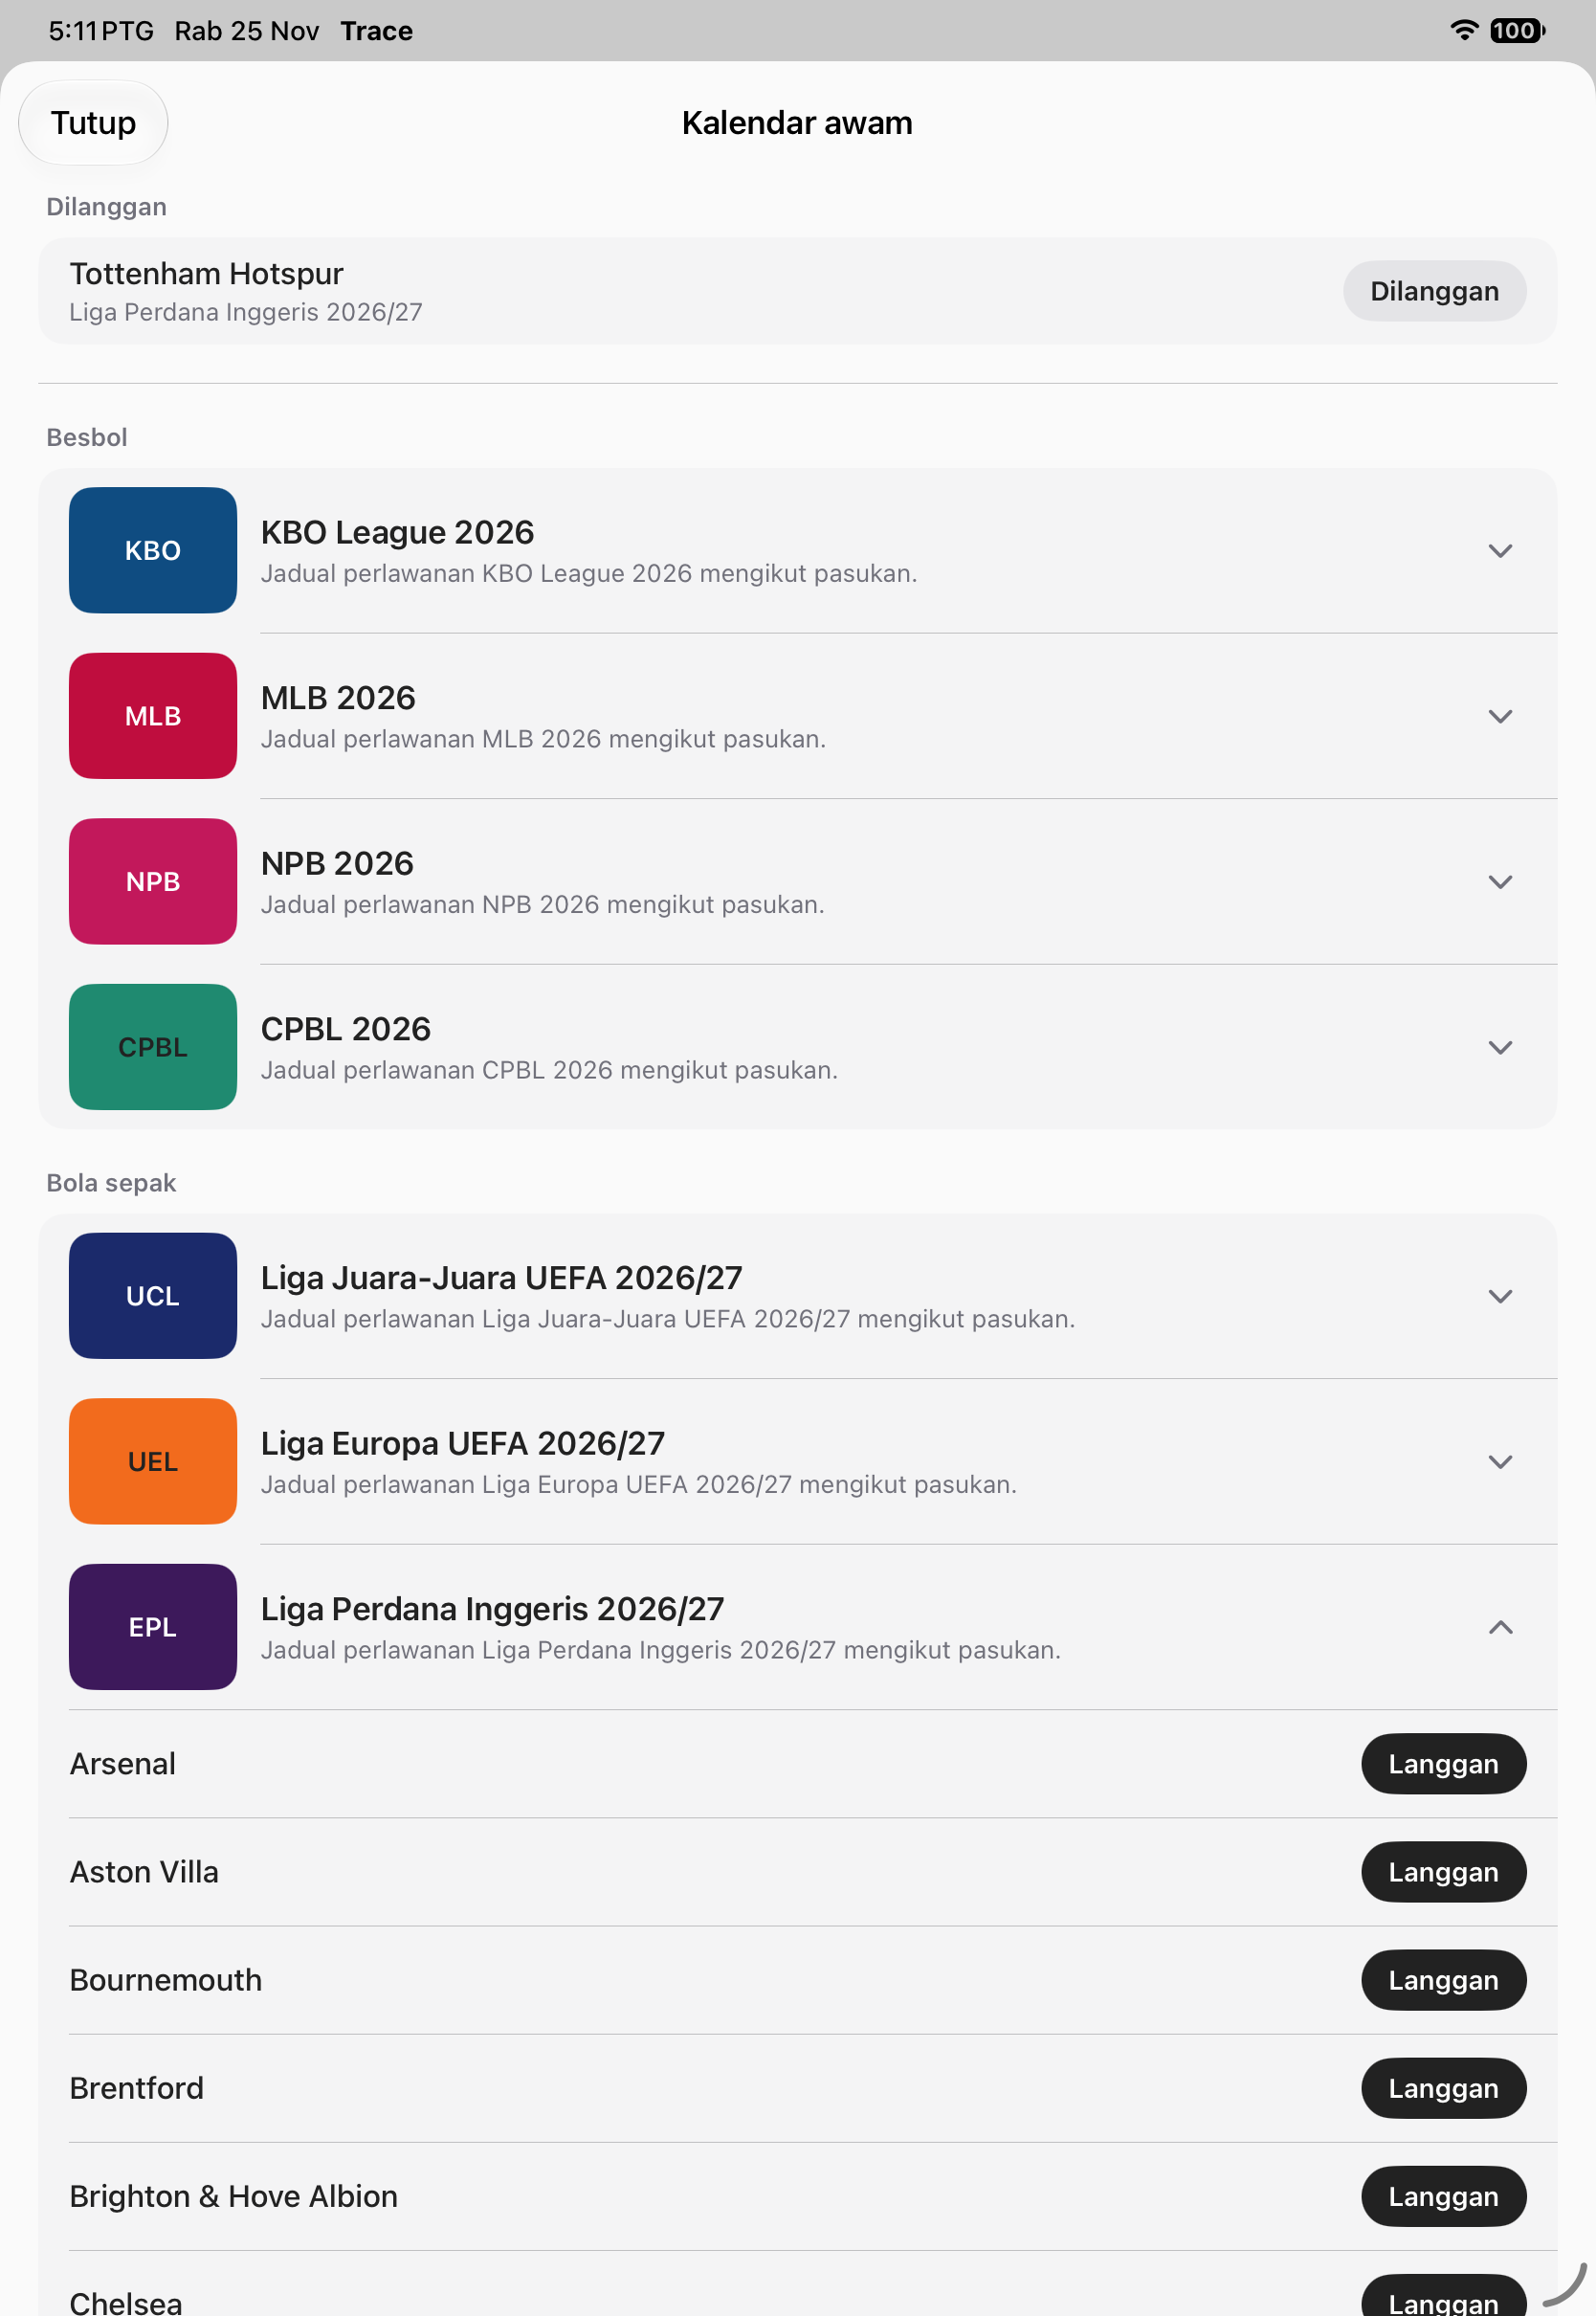 5:11 PTG Rab 25 Nov Trace
100
Tutup
Kalendar awam
Dilanggan
Tottenham Hotspur
Liga Perdana Inggeris 2026/27
Dilanggan
Besbol
KBO
KBO League 2026
Jadual perlawanan KBO League 2026 mengikut pasukan.
MLB
MLB 2026
Jadual perlawanan MLB 2026 mengikut pasukan.
NPB
NPB 2026
Jadual perlawanan NPB 2026 mengikut pasukan.
CPBL
CPBL 2026
Jadual perlawanan CPBL 2026 mengikut pasukan.
Bola sepak
UCL
Liga Juara-Juara UEFA 2026/27
Jadual perlawanan Liga Juara-Juara UEFA 2026/27 mengikut pasukan.
UEL
Liga Europa UEFA 2026/27
Jadual perlawanan Liga Europa UEFA 2026/27 mengikut pasukan.
EPL
Liga Perdana Inggeris 2026/27
Jadual perlawanan Liga Perdana Inggeris 2026/27 mengikut pasukan.
Arsenal
Langgan
Aston Villa
Langgan
Bournemouth
Langgan
Brentford
Langgan
Brighton & Hove Albion
Langgan
Chelsea
Langgan